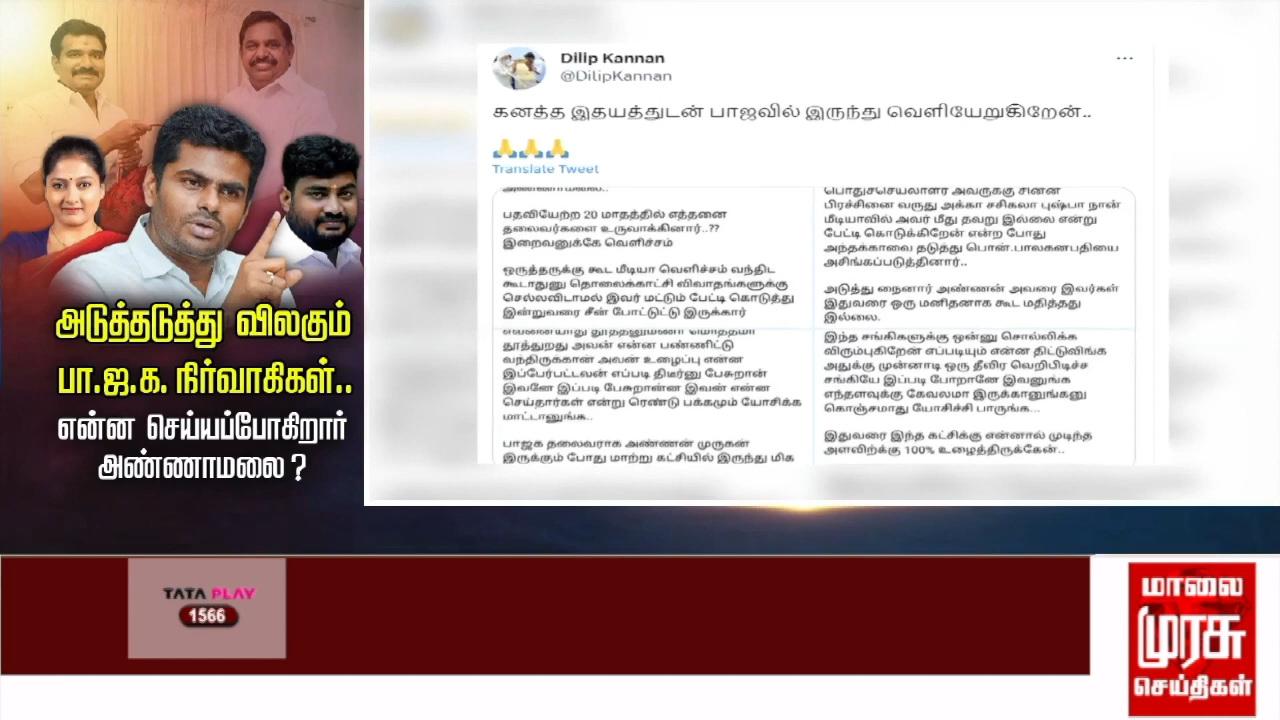 அடுத்தடுத்து விலகும்
பா.ஜ.க. நிர்வாகிகள்..
என்ன செய்யப்போகிறார்
அண்ணாமலை ?
Dilip Kannan
@DilipKannan
கனத்த இதயத்துடன் பாஜவில் இருந்து வெளியேறுகிறேன்..
🙏🙏🙏
Translate Tweet
அண்ணாமலை..
பதவியேற்ற 20 மாதத்தில் எத்தனை
தலைவர்களை உருவாக்கினார்..??
இறைவனுக்கே வெளிச்சம்
ஒருத்தருக்கு கூட மீடியா வெளிச்சம் வந்திட
கூடாதுனு தொலைக்காட்சி விவாதங்களுக்கு
செல்லவிடாமல் இவர் மட்டும் பேட்டி கொடுத்து
இன்றுவரை சீன் போட்டுட்டு இருக்கார்
பொதுச்செயலாளர் அவருக்கு சின்ன
பிரச்சினை வருது அக்கா சசிகலா புஷ்பா நான்
மீடியாவில் அவர் மீது தவறு இல்லை என்று
பேட்டி கொடுக்கிறேன் என்ற போது
அந்தக்காவை தடுத்து பொன்.பாலகனபதியை
அசிங்கப்படுத்தினார்..
அடுத்து நைனார் அண்ணன் அவரை இவர்கள்
இதுவரை ஒரு மனிதனாக கூட மதித்தது
இல்லை.
தூத்துறது அவன் என்ன பண்ணிட்டு
வந்திருக்கான் அவன் உழைப்பு என்ன
இப்பேர்பட்டவன் எப்படி திடீர்னு பேசுறான்
இவனே இப்படி பேசுறான்ன இவன் என்ன
செய்தார்கள் என்று ரெண்டு பக்கமும் யோசிக்க
மாட்டானுங்க..
பாஜக தலைவராக அண்ணன் முருகன்
இருக்கும் போது மாற்று கட்சியில் இருந்து மிக
இந்த சங்கிகளுக்கு ஒன்னு சொல்லிக்க
விரும்புகிறேன் எப்படியும் என்ன திட்டுவிங்க
அதுக்கு முன்னாடி ஒரு தீவிர வெறிபிடிச்ச
சங்கியே இப்படி போறானே இவனுங்க
எந்தளவுக்கு கேவலமா இருக்கானுங்கனு
கொஞ்சமாது யோசிச்சி பாருங்க...
இதுவரை இந்த கட்சிக்கு என்னால் முடிந்த
அளவிற்க்கு 100% உழைத்திருக்கேன்..
TATA PLAY
1566
மாலை
முரசு
செய்திகள்